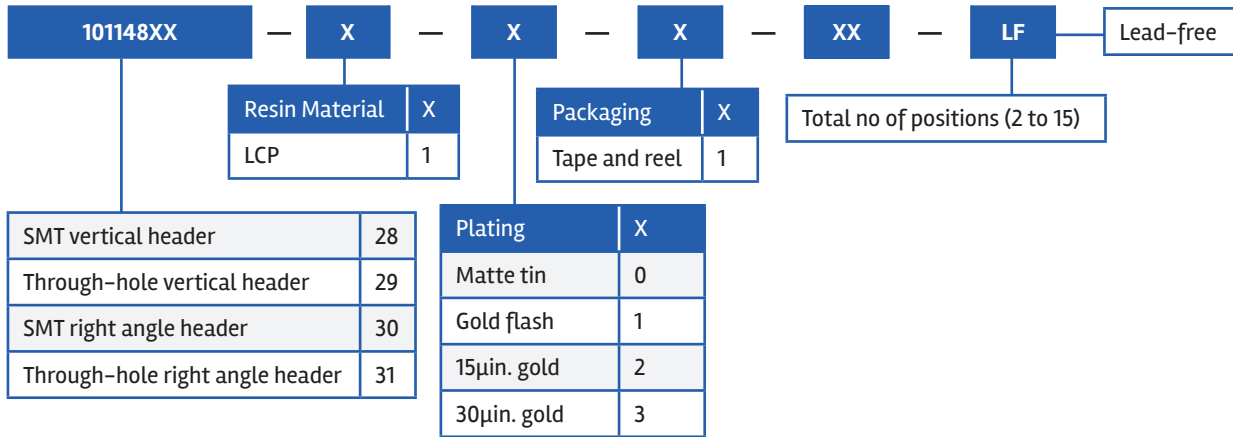 101148XX — X — X — X — XX — LF Lead-free
Resin Material X
LCP 1
Packaging X
Tape and reel 1
Total no of positions (2 to 15)
SMT vertical header 28
Through-hole vertical header 29
SMT right angle header 30
Through-hole right angle header 31
Plating X
Matte tin 0
Gold flash 1
15µin. gold 2
30µin. gold 3